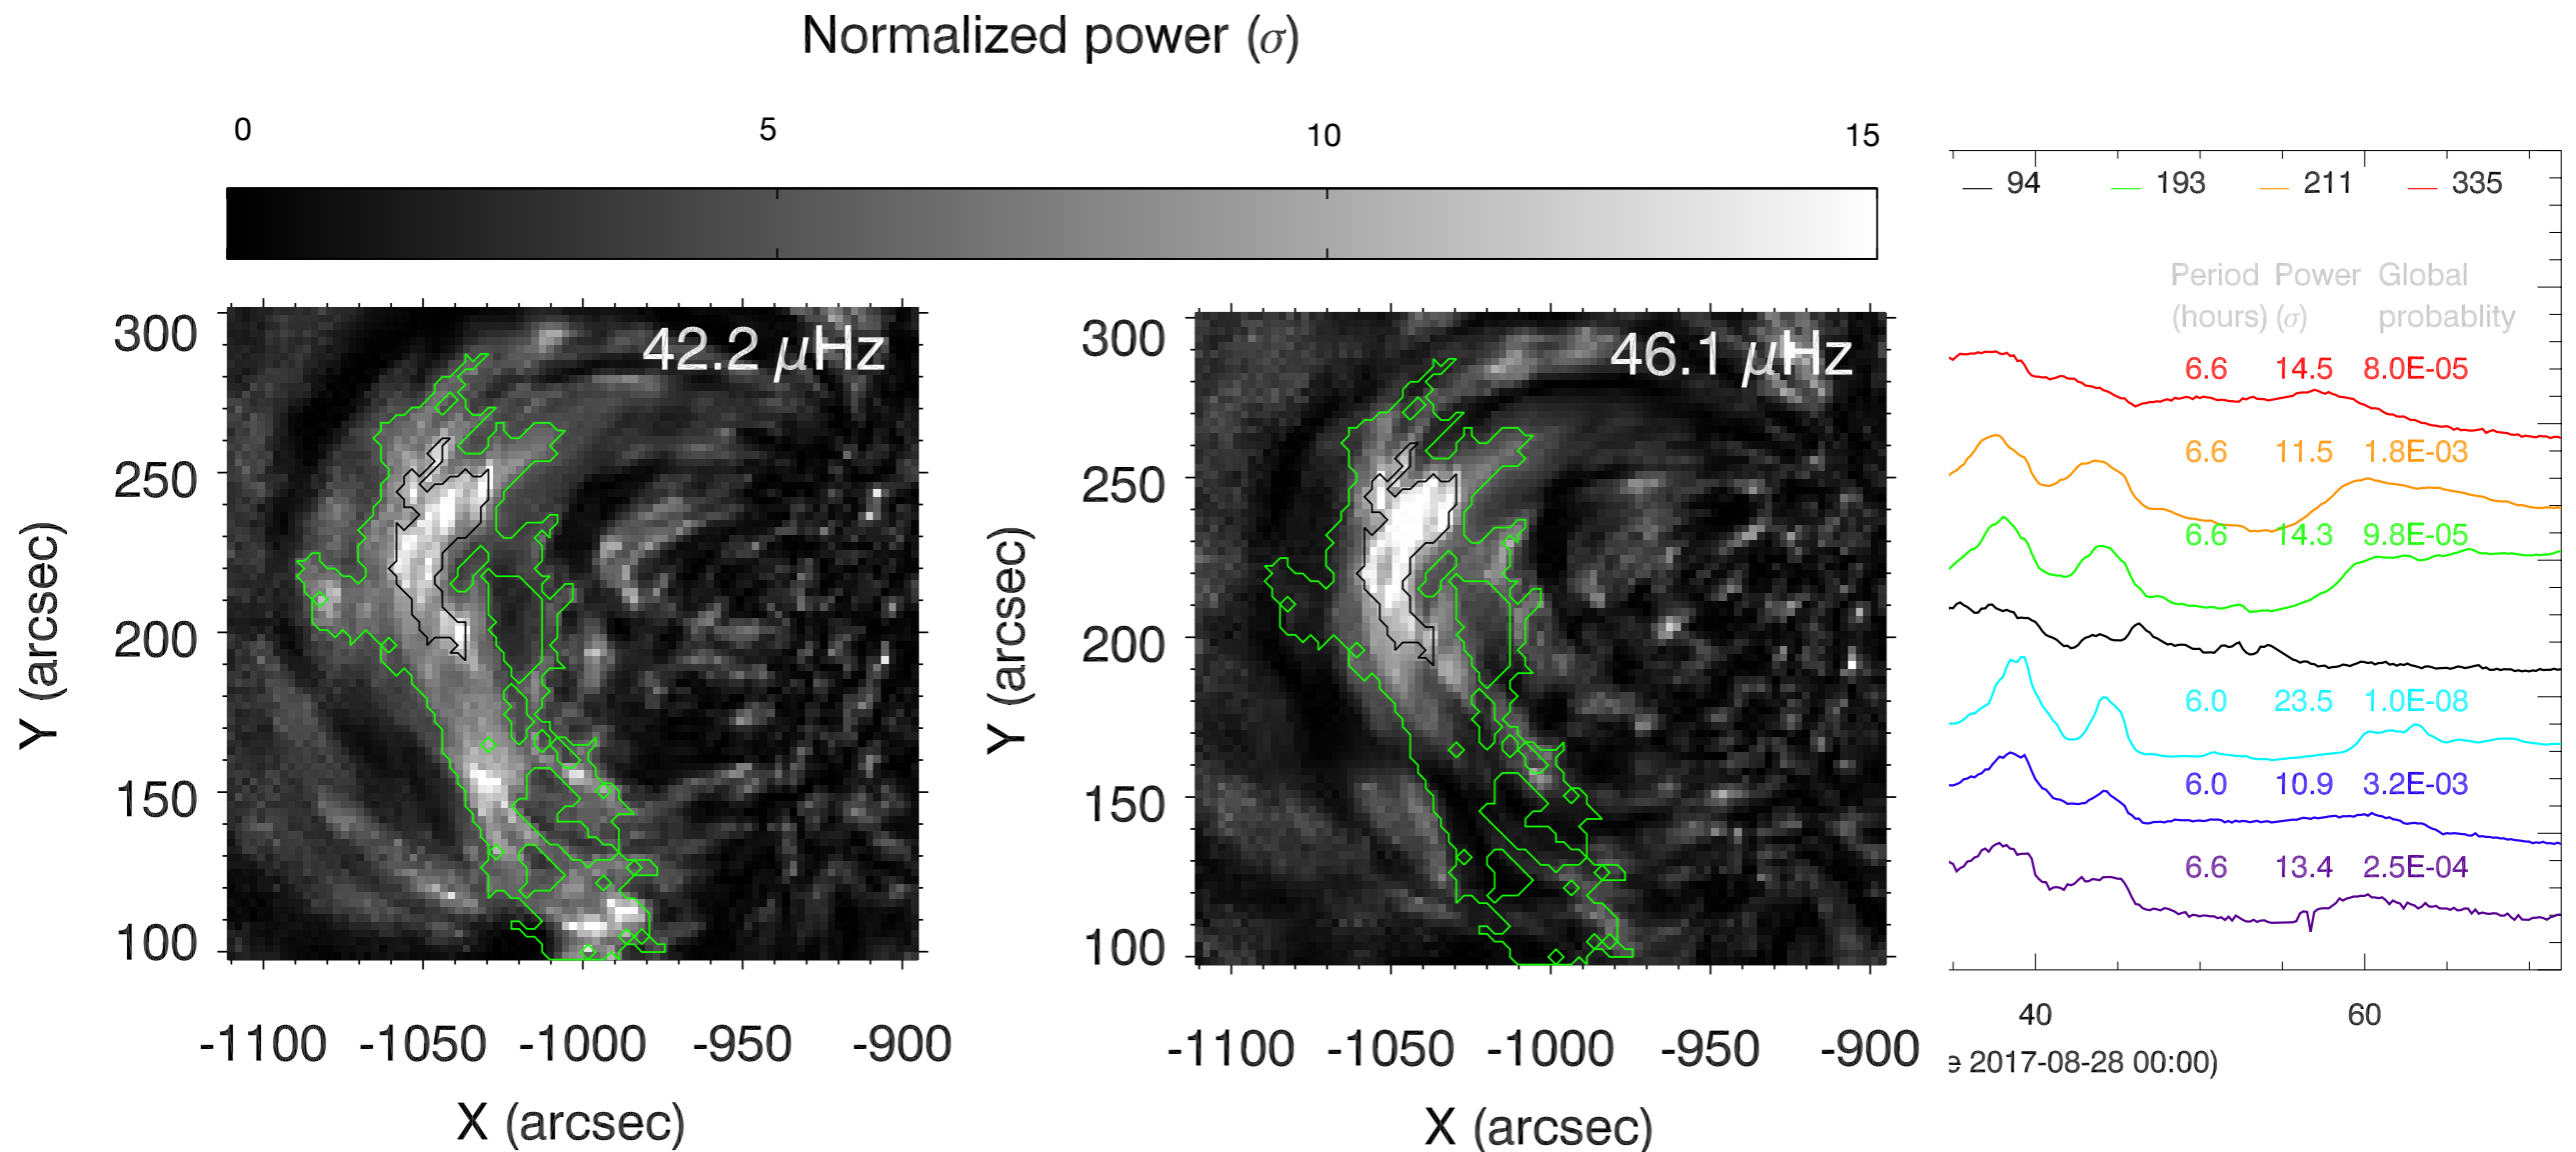 Normalized power (σ)
0 5 10 15
42.2 μHz
300
250
200
150
100
Y (arcsec)
-1100 -1050 -1000 -950 -900
X (arcsec)
46.1 μHz
300
250
200
150
100
Y (arcsec)
-1100 -1050 -1000 -950 -900
X (arcsec)
94 193 211 335
Period Power Global
(hours) (σ) probablity
6.6 14.5 8.0E-05
6.6 11.5 1.8E-03
6.6 14.3 9.8E-05
6.0 23.5 1.0E-08
6.0 10.9 3.2E-03
6.6 13.4 2.5E-04
40 60
e 2017-08-28 00:00)